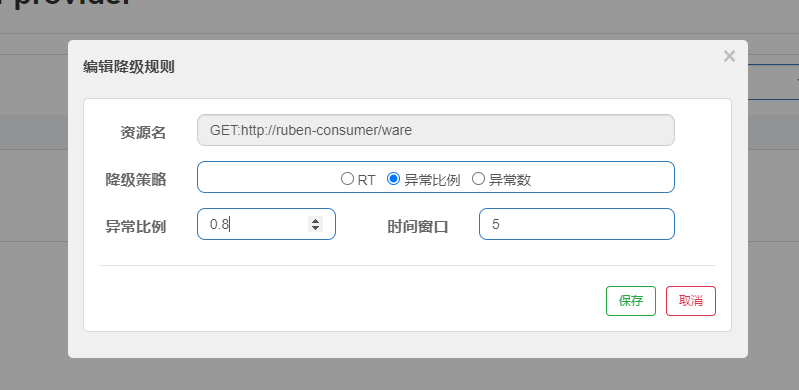 provider
×
编辑降级规则
资源名 GET:http://ruben-consumer/ware
降级策略 RT 异常比例 异常数
异常比例 0.8 时间窗口 5
保存 取消